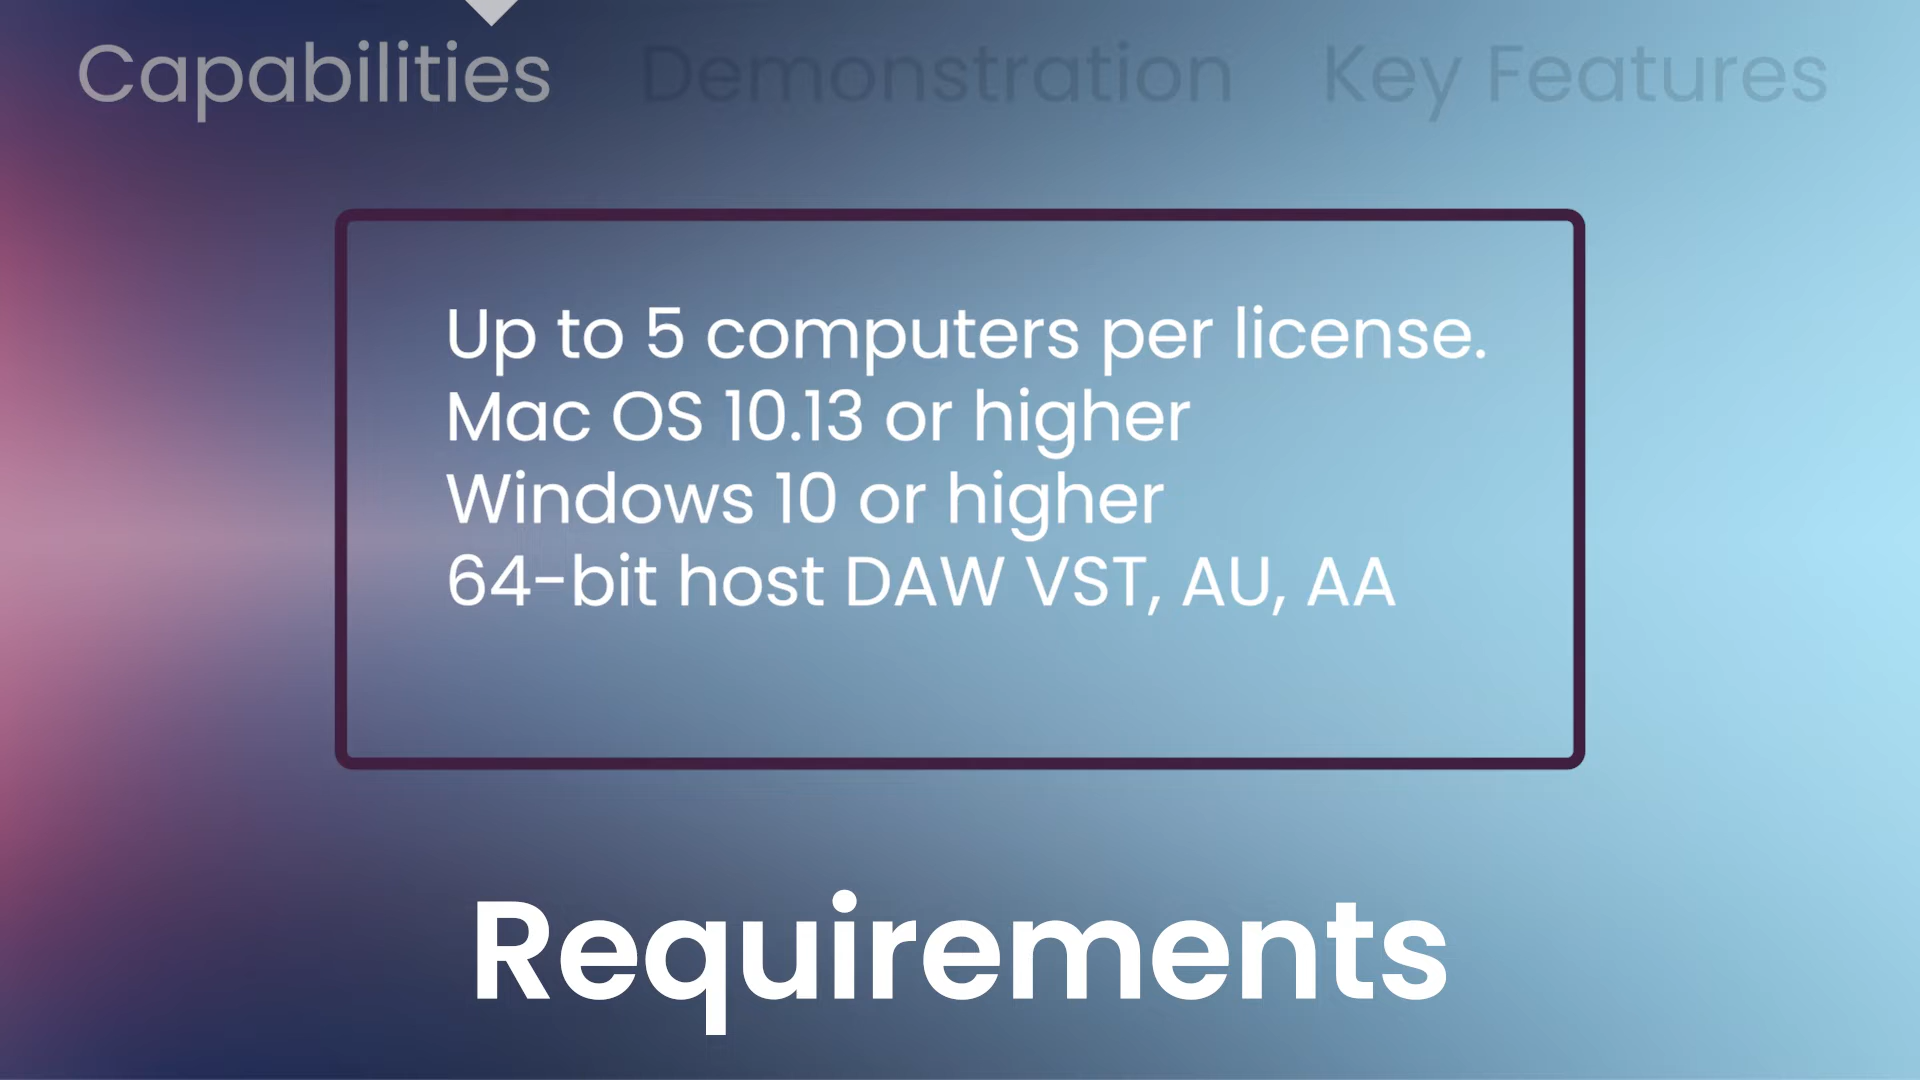 Capabilities Demonstration Key Features
Up to 5 computers per license.
Mac OS 10.13 or higher
Windows 10 or higher
64-bit host DAW VST, AU, AA
Requirements